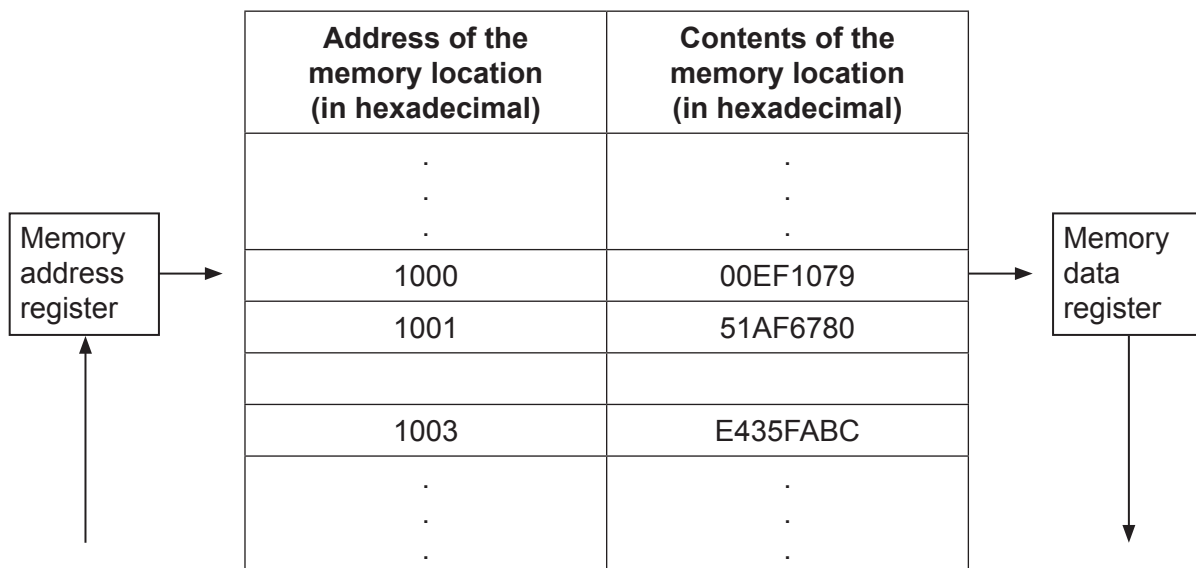 Address of the
memory location
(in hexadecimal)
Contents of the
memory location
(in hexadecimal)
.
.
.
.
.
.
Memory
address
register
1000
00EF1079
Memory
data
register
1001
51AF6780
1003
E435FABC
.
.
.
.
.
.